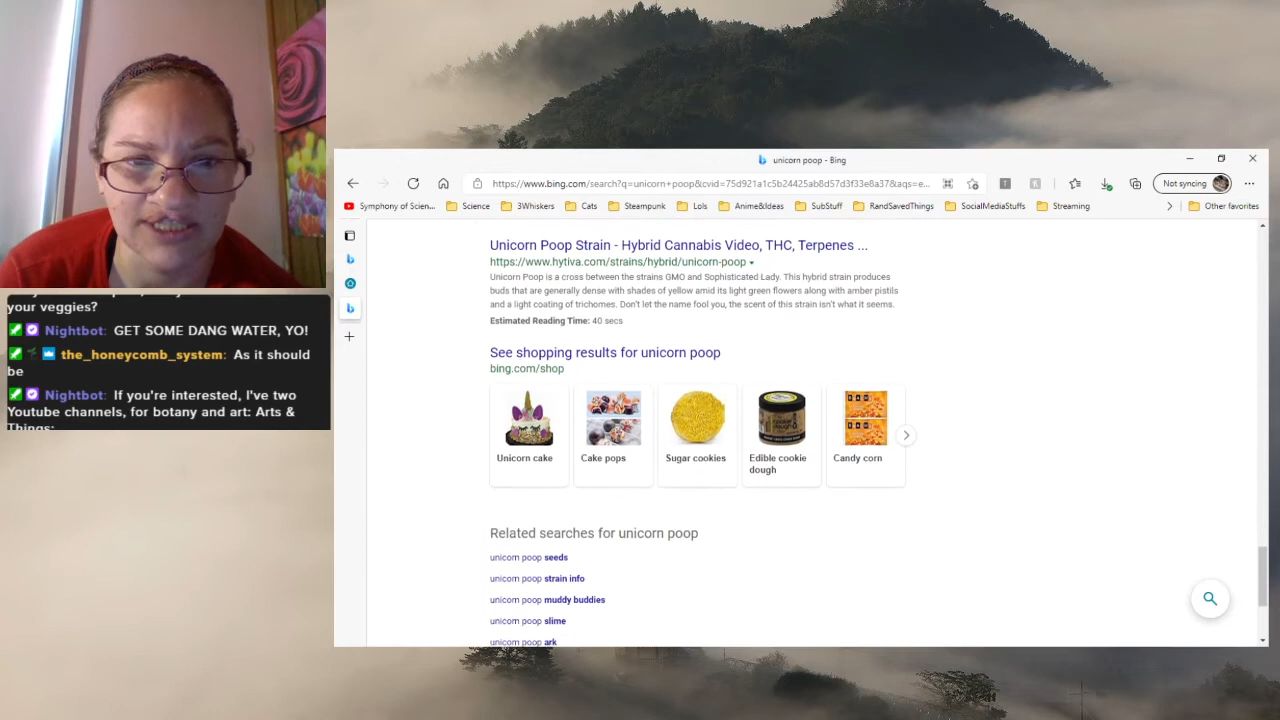 your veggies?
Nightbot: GET SOME DANG WATER, YO!
the_honeycomb_system: As it should
be
Nightbot: If you're interested, I've two
Youtube channels, for botany and art: Arts &
Things:
unicorn poop - Bing
https://www.bing.com/search?q=unicorn+poop&cvid=75d921a1c5b24425ab8d57d3f33e8a37&aqs=e...
Not syncing
Symphony of Scien...
Science
3Whiskers
Cats
Steampunk
Lols
Anime&Ideas
SubStuff
RandSavedThings
SocialMediaStuffs
Streaming
Other favorites
Unicorn Poop Strain - Hybrid Cannabis Video, THC, Terpenes ...
https://www.hytiva.com/strains/hybrid/unicorn-poop
Unicorn Poop is a cross between the strains GMO and Sophisticated Lady. This hybrid strain produces
buds that are generally dense with shades of yellow amid its light green flowers along with amber pistils
and a light coating of trichomes. Don't let the name fool you, the scent of this strain isn't what it seems.
Estimated Reading Time: 40 secs
See shopping results for unicorn poop
bing.com/shop
Unicorn cake
Cake pops
Sugar cookies
Edible cookie
dough
Candy corn
Related searches for unicorn poop
unicorn poop seeds
unicorn poop strain info
unicorn poop muddy buddies
unicorn poop slime
unicorn poop ark